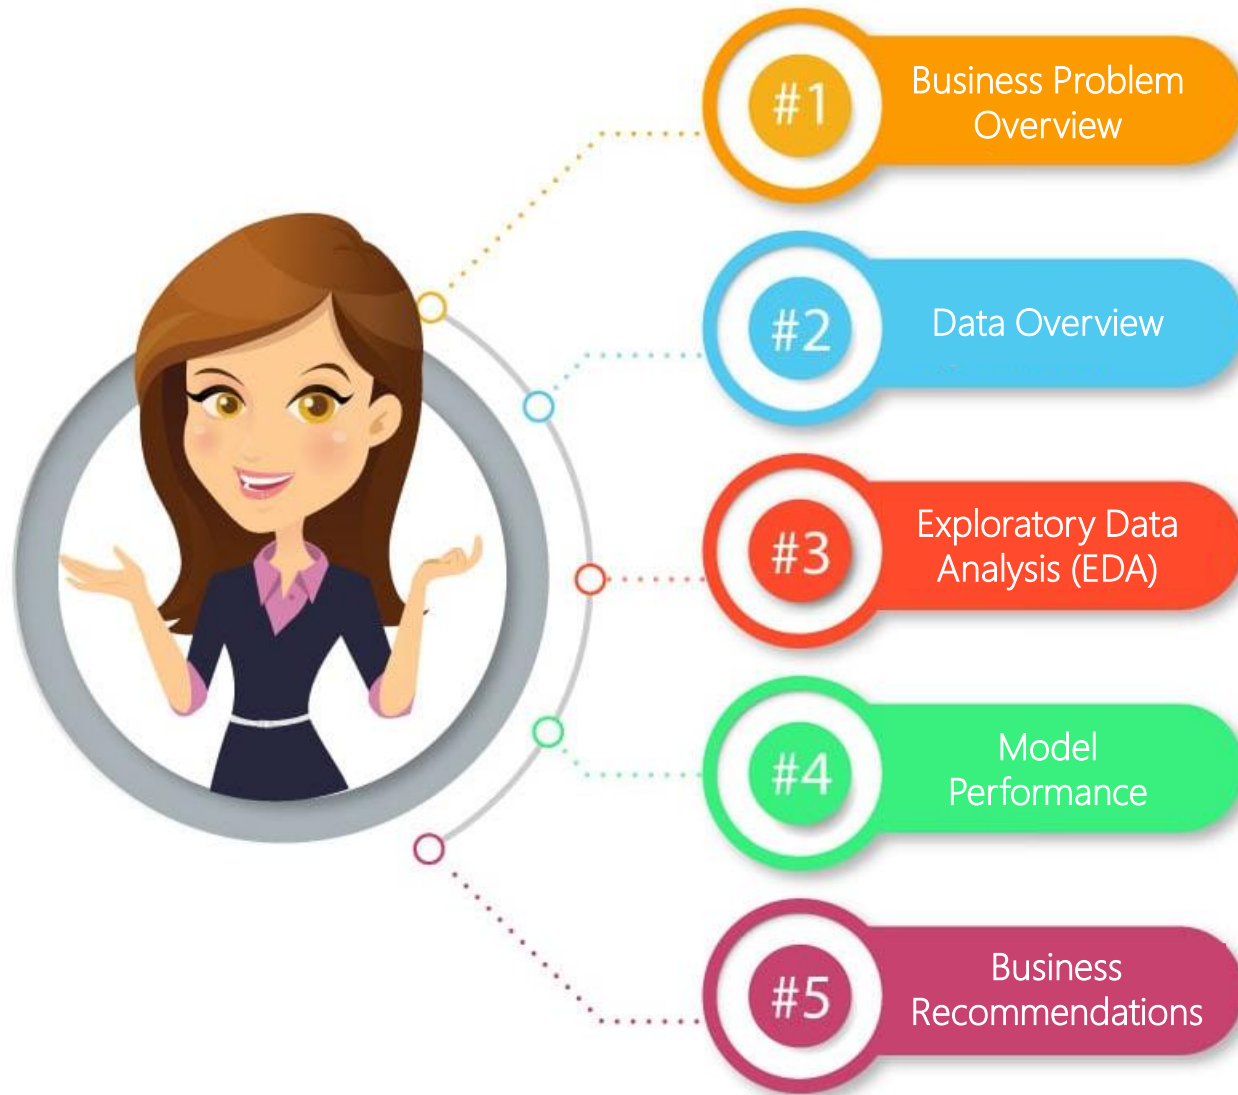 #1
Business Problem
Overview
#2
Data Overview
#3
Exploratory Data
Analysis (EDA)
#4
Model
Performance
#5
Business
Recommendations